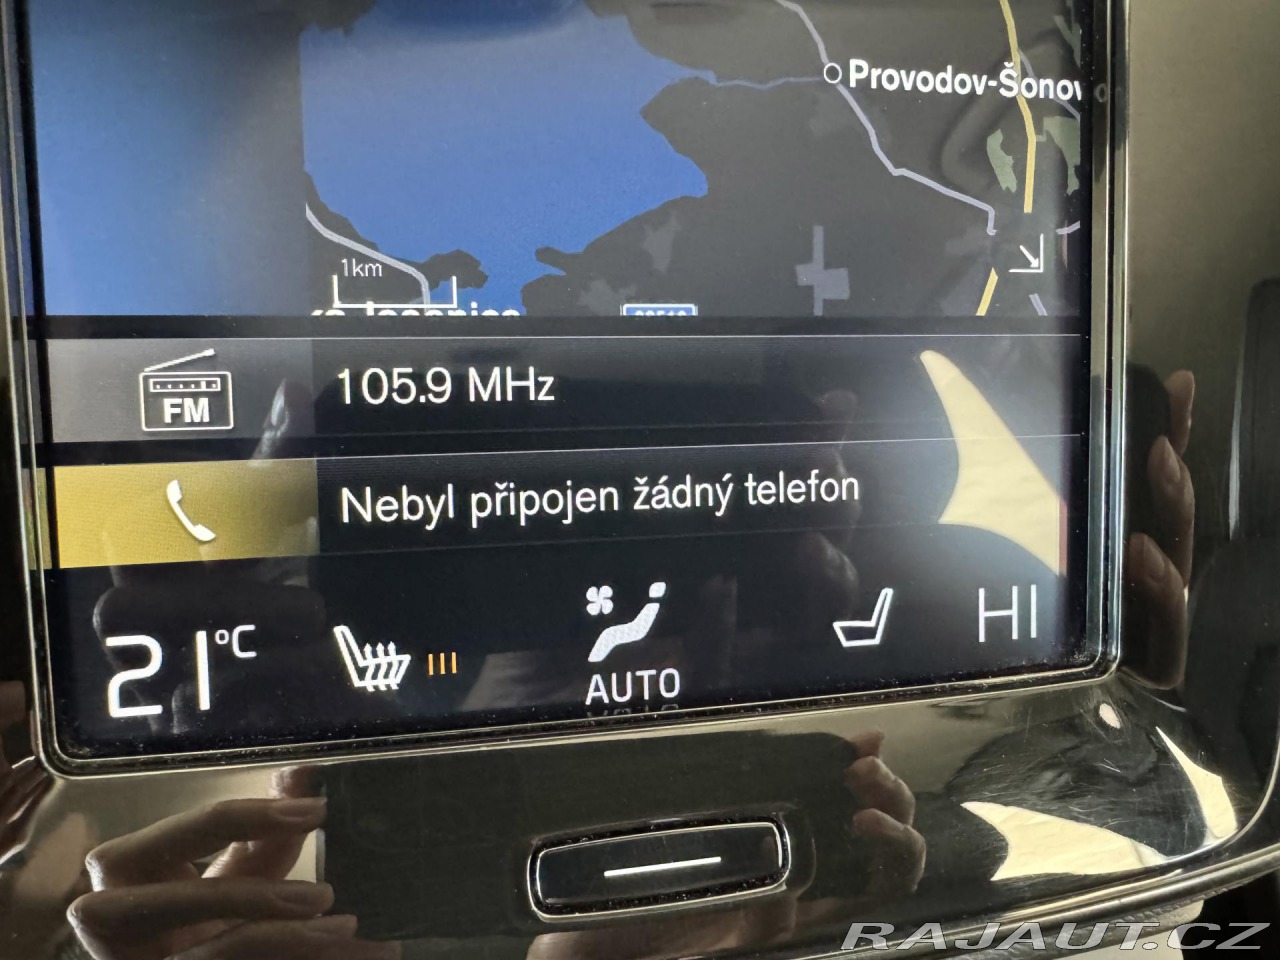 Provodov-Šonov
1km
FM
105.9 MHz
Nebyl připojen žádný telefon
21°C
AUTO
HI
RAJAUT.CZ